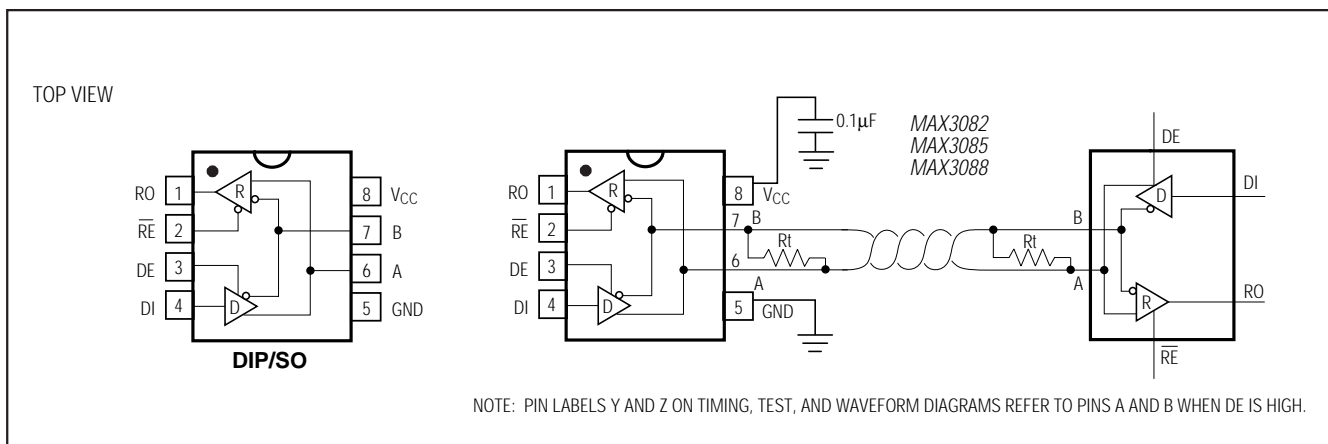 TOP VIEW
RO 1
R̅E̅ 2
DE 3
DI 4
R
D
8 VCC
7 B
6 A
5 GND
DIP/SO
RO 1
R̅E̅ 2
DE 3
DI 4
R
D
8 VCC
7 B
6
A
5 GND
0.1µF
Rt
MAX3082
MAX3085
MAX3088
Rt
B
A
DE
D
DI
R
RO
R̅E̅
NOTE: PIN LABELS Y AND Z ON TIMING, TEST, AND WAVEFORM DIAGRAMS REFER TO PINS A AND B WHEN DE IS HIGH.